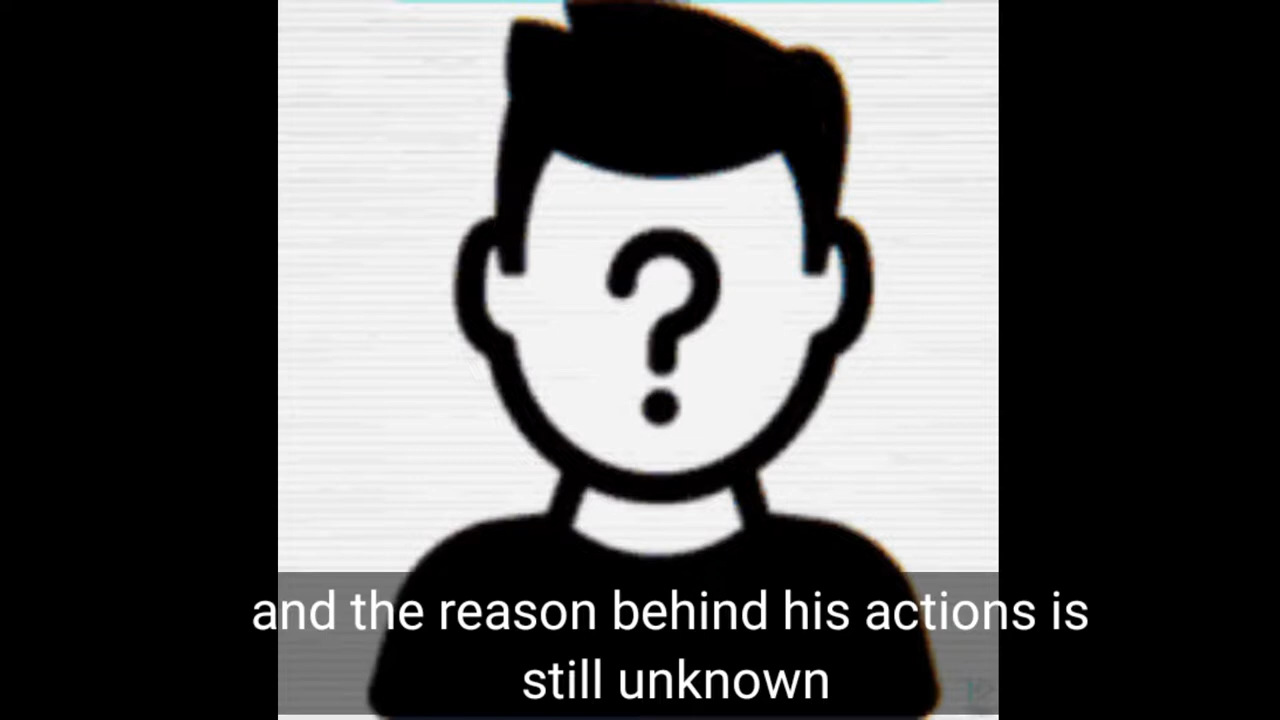 ?
and the reason behind his actions is
still unknown